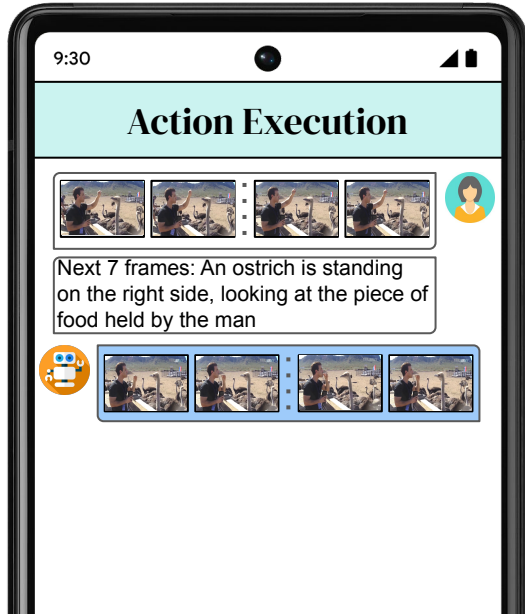 9:30
Action Execution
Next 7 frames: An ostrich is standing
on the right side, looking at the piece of
food held by the man